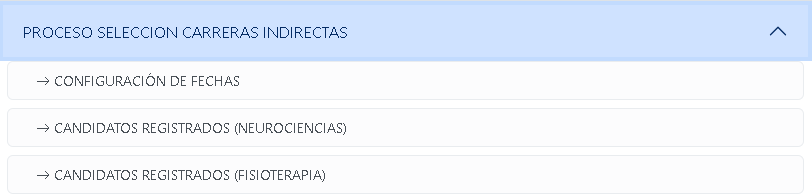 PROCESO SELECCION CARRERAS INDIRECTAS
→ CONFIGURACIÓN DE FECHAS
→ CANDIDATOS REGISTRADOS (NEUROCIENCIAS)
→ CANDIDATOS REGISTRADOS (FISIOTERAPIA)